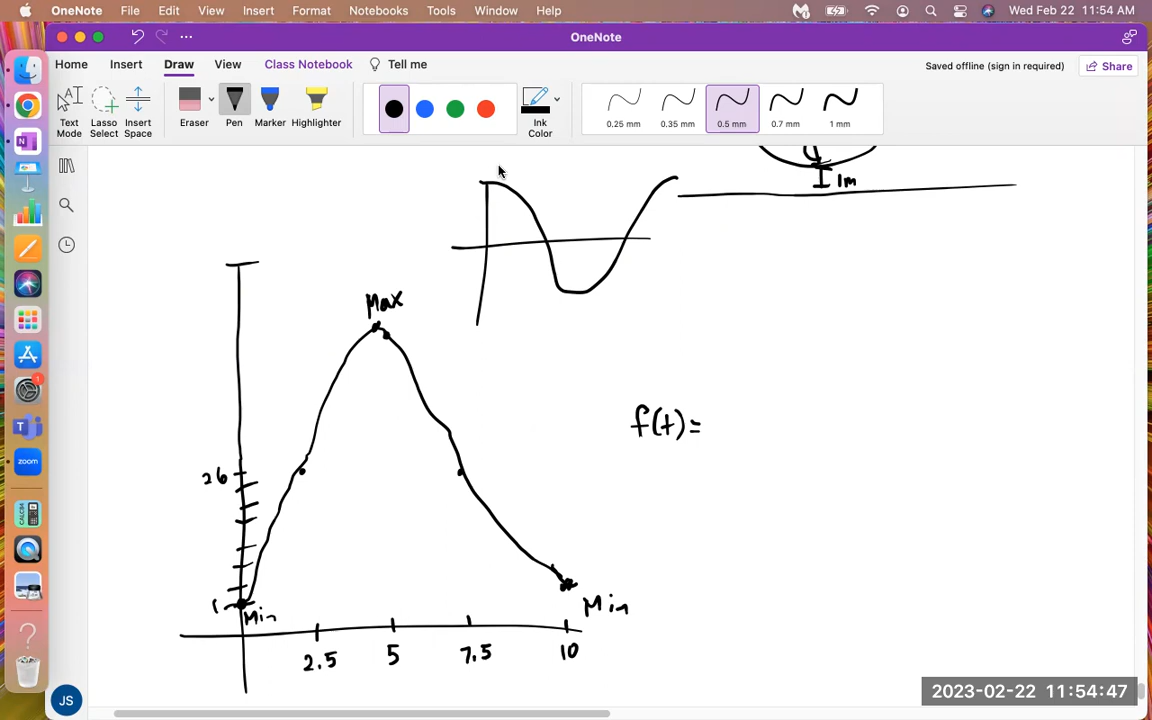 OneNote File Edit View Insert Format Notebooks Tools Window Help Wed Feb 22 11:54 AM
OneNote
Home Insert Draw View Class Notebook Tell me Saved offline (sign in required) Share
Text Mode Lasso Select Insert Space Eraser Pen Marker Highlighter Ink Color 0.25 mm 0.35 mm 0.5 mm 0.7 mm 1 mm
1m
Max
f(t)=
26
1
Min
Min
2.5 5 7.5 10
1
zoom
CALC84
JS
2023-02-22 11:54:47